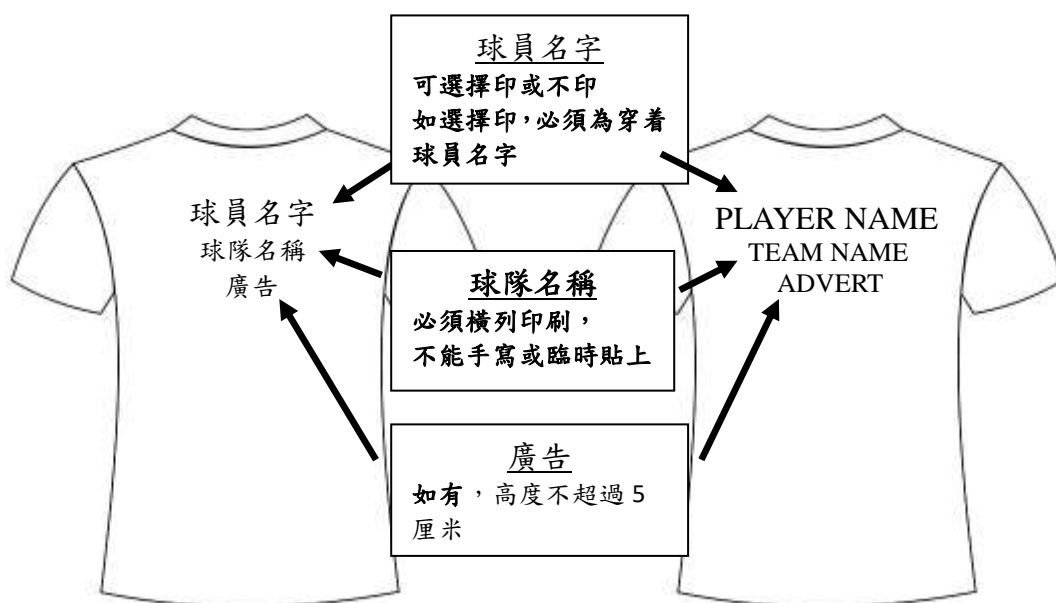 球員名字
可選擇印或不印
如選擇印，必須為穿着
球員名字
球員名字
球隊名稱
廣告
PLAYER NAME
TEAM NAME
ADVERT
球隊名稱
必須橫列印刷，
不能手寫或臨時貼上
廣告
如有，高度不超過 5
厘米